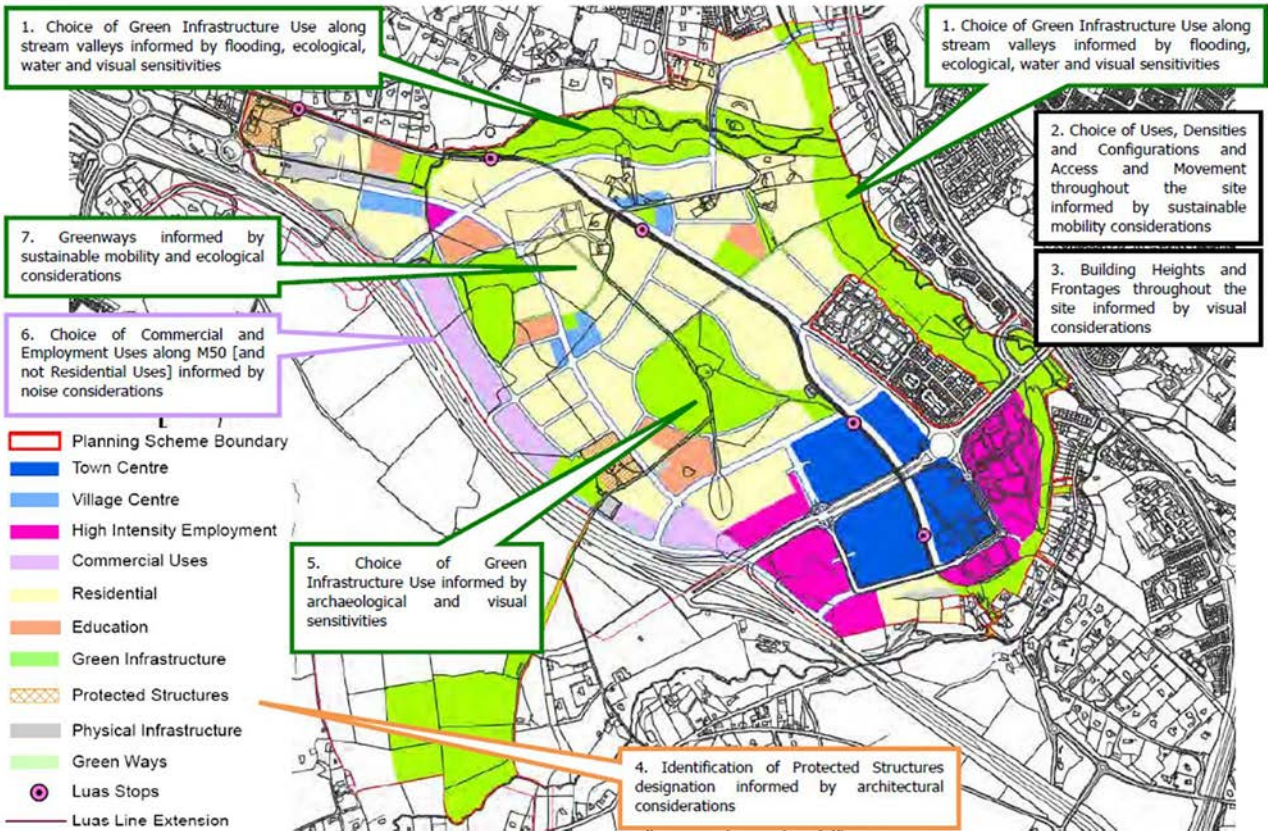 1. Choice of Green Infrastructure Use along
stream valleys informed by flooding, ecological,
water and visual sensitivities
1. Choice of Green Infrastructure Use along
stream valleys informed by flooding,
ecological, water and visual sensitivities
2. Choice of Uses, Densities
and Configurations and
Access and Movement
throughout the site
informed by sustainable
mobility considerations
3. Building Heights and
Frontages throughout the
site informed by visual
considerations
7. Greenways informed by
sustainable mobility and ecological
considerations
6. Choice of Commercial and
Employment Uses along M50 [and
not Residential Uses] informed by
noise considerations
5. Choice of Green
Infrastructure Use informed by
archaeological and visual
sensitivities
4. Identification of Protected Structures
designation informed by architectural
considerations
Planning Scheme Boundary
Town Centre
Village Centre
High Intensity Employment
Commercial Uses
Residential
Education
Green Infrastructure
Protected Structures
Physical Infrastructure
Green Ways
Luas Stops
Luas Line Extension